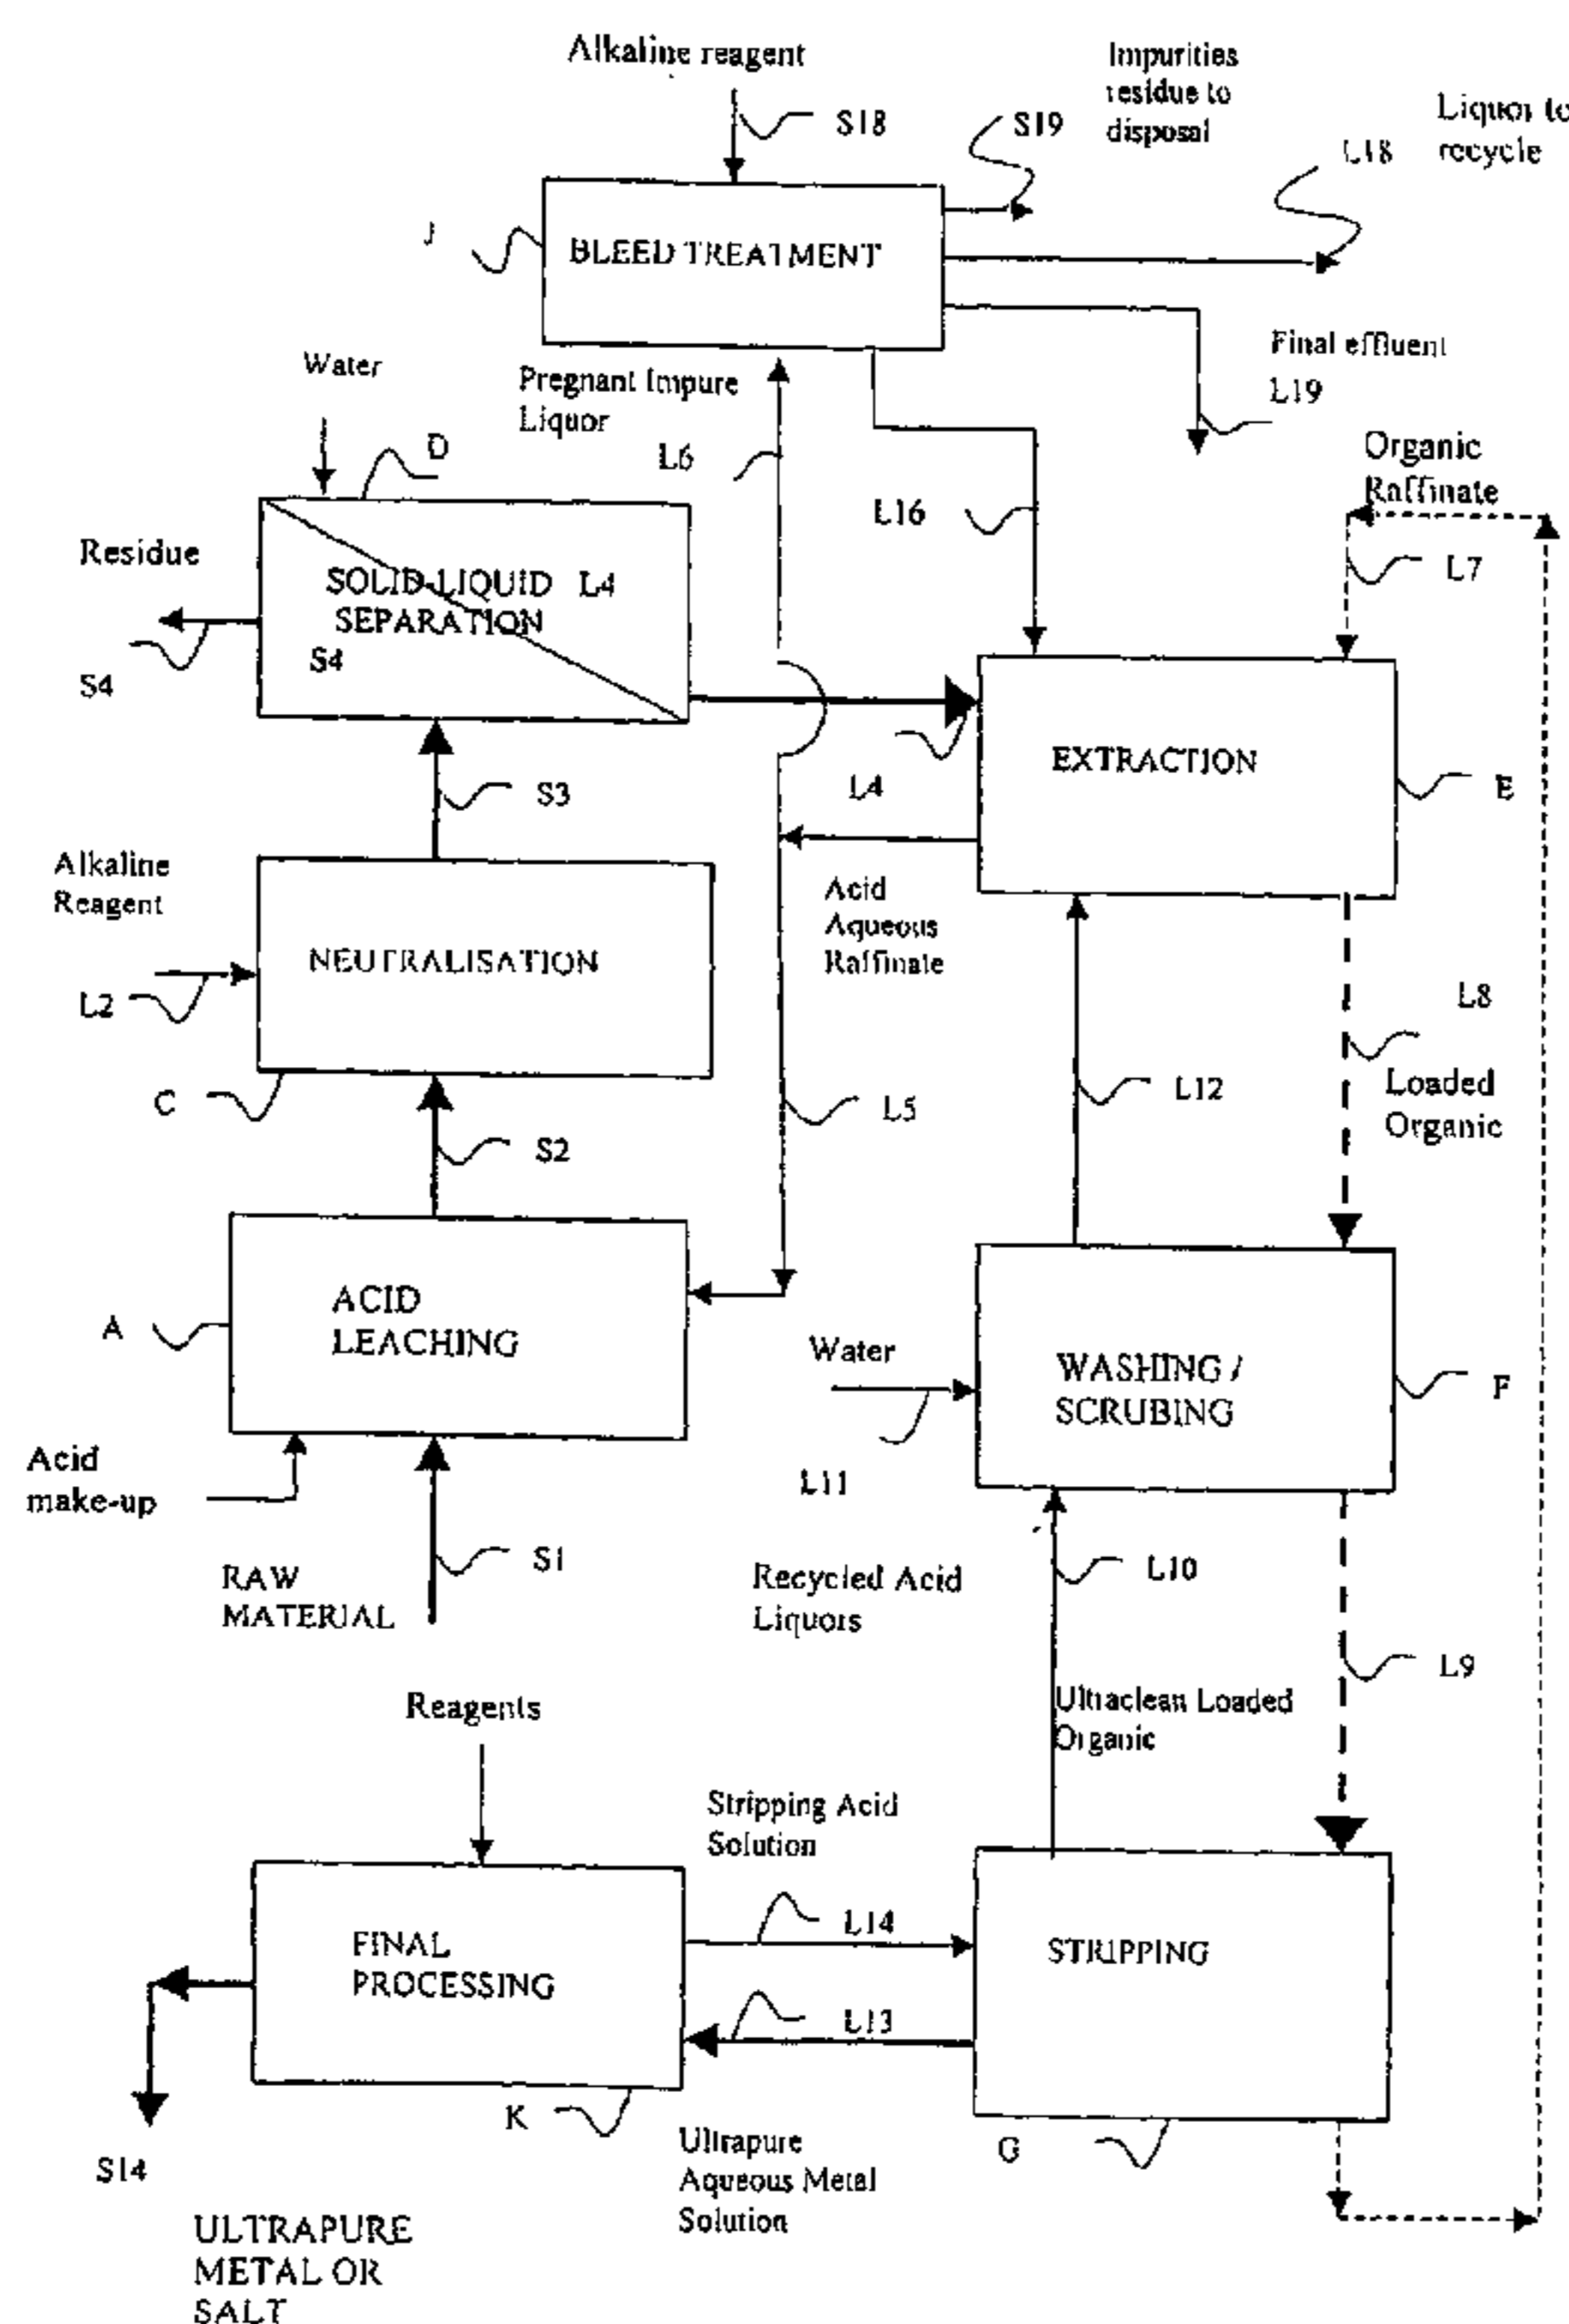 Alkaline reagent
Impurities
residue to
disposal
Liquor to
recycle
S18
S19
L18
J
BLEED TREATMENT
Final effluent
L19
Water
Pregnant Impure
Liquor
D
L6
L16
Organic
Raffinate
L7
Residue
SOLID-LIQUID L4
SEPARATION
S4
S4
EXTRACTION
E
L4
S3
Alkaline
Reagent
NEUTRALISATION
L2
Acid
Aqueous
Raffinate
L8
Loaded
Organic
C
L5
L12
S2
A
ACID
LEACHING
Water
WASHING /
SCRUBING
F
L11
Acid
make-up
S1
RAW
MATERIAL
Recycled Acid
Liquors
L10
L9
Ultraclean Loaded
Organic
Reagents
Stripping Acid
Solution
L14
FINAL
PROCESSING
STRIPPING
L13
K
G
Ultrapure
Aqueous Metal
Solution
S14
ULTRAPURE
METAL OR
SALT